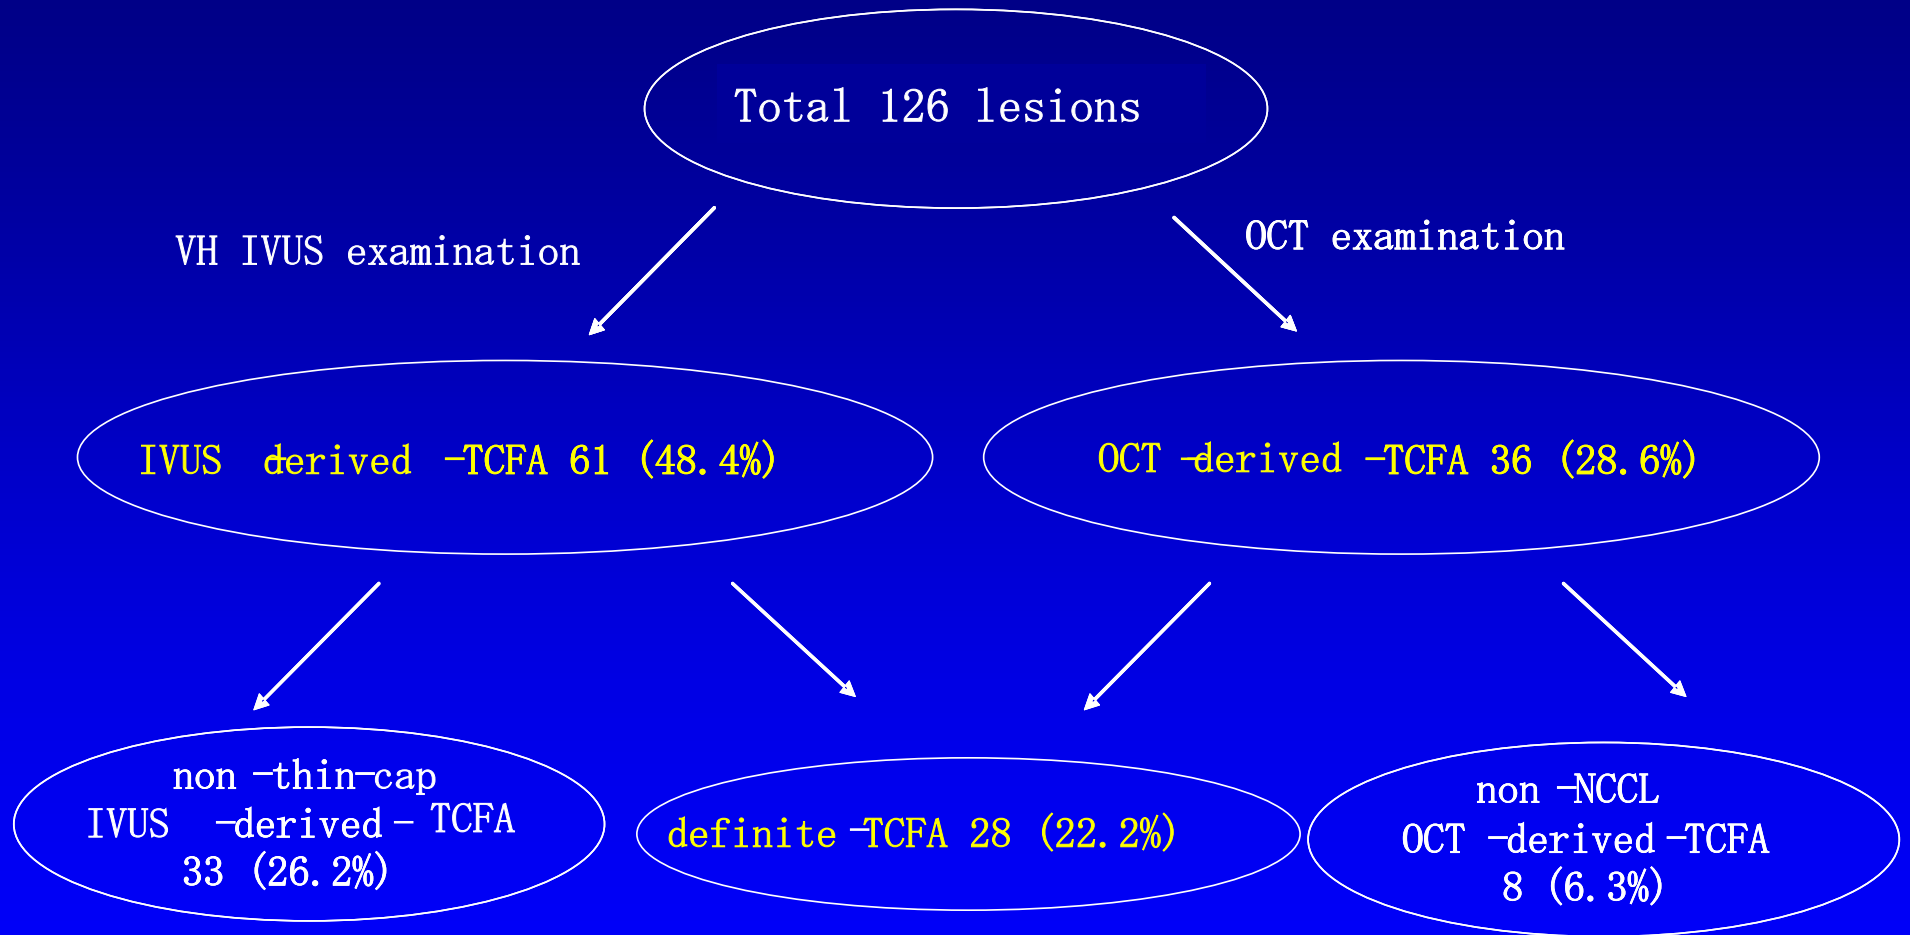 Total 126 lesions
VH IVUS examination
OCT examination
IVUS derived -TCFA 61 (48.4%)
OCT -derived -TCFA 36 (28.6%)
non -thin-cap
IVUS -derived - TCFA
33 (26.2%)
definite -TCFA 28 (22.2%)
non -NCCL
OCT -derived -TCFA
8 (6.3%)